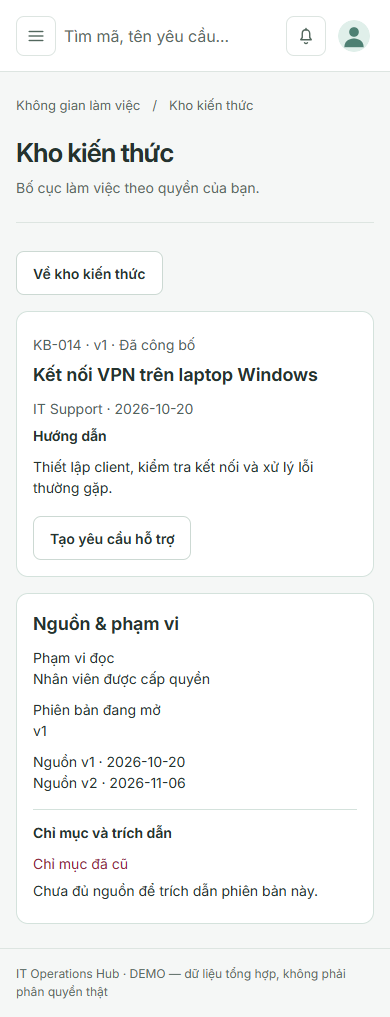 Tìm mã, tên yêu cầu...
Không gian làm việc / Kho kiến thức
Kho kiến thức
Bố cục làm việc theo quyền của bạn.
Về kho kiến thức
KB-014 · v1 · Đã công bố
Kết nối VPN trên laptop Windows
IT Support · 2026-10-20
Hướng dẫn
Thiết lập client, kiểm tra kết nối và xử lý lỗi
thường gặp.
Tạo yêu cầu hỗ trợ
Nguồn & phạm vi
Phạm vi đọc
Nhân viên được cấp quyền
Phiên bản đang mở
v1
Nguồn v1 · 2026-10-20
Nguồn v2 · 2026-11-06
Chỉ mục và trích dẫn
Chỉ mục đã cũ
Chưa đủ nguồn để trích dẫn phiên bản này.
IT Operations Hub · DEMO — dữ liệu tổng hợp, không phải
phân quyền thật